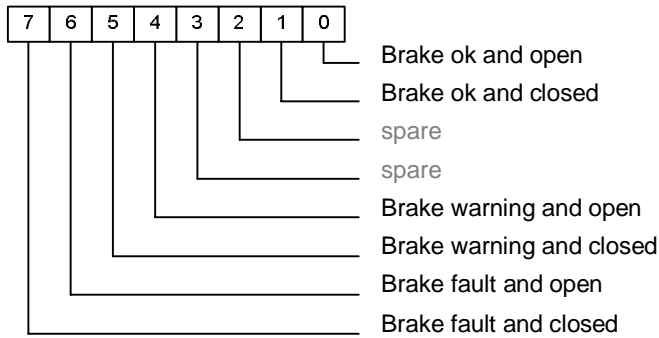 7 6 5 4 3 2 1 0
Brake ok and open
Brake ok and closed
spare
spare
Brake warning and open
Brake warning and closed
Brake fault and open
Brake fault and closed